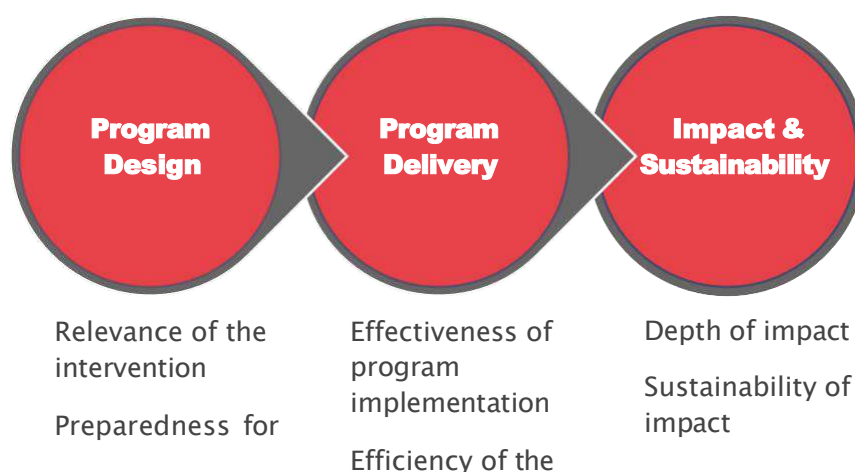 Program
Design
Program
Delivery
Impact &
Sustainability
Relevance of the
intervention
Preparedness for
Effectiveness of
program
implementation
Efficiency of the
Depth of impact
Sustainability of
impact